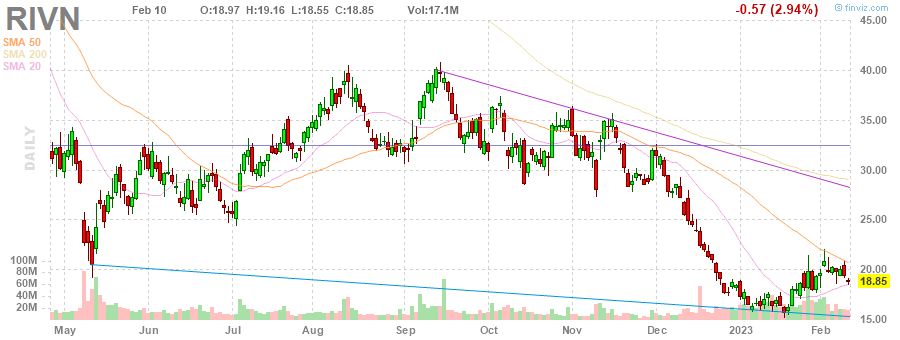 RIVN Feb 10 O:18.97 H:19.16 L:18.55 C:18.85 Vol:17.1M -0.57 (2.94%) © finviz.com
SMA 50
SMA 200
SMA 20
DAILY
45.00
40.00
35.00
30.00
25.00
20.00
18.85
15.00
100M
80M
60M
40M
20M
May Jun Jul Aug Sep Oct Nov Dec 2023 Feb